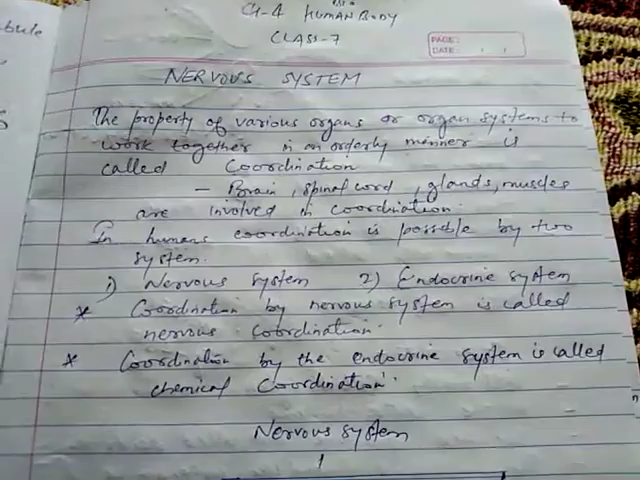 Ct-4 HUMAN BODY
CLASS-7
PAGE:
DATE:
NERVOUS SYSTEM
The property of various organs or organ systems to
work together in an orderly manner is
called Coordination
- Brain, spinal cord, glands, muscles
are involved in coordination.
In humans coordination is possible by two
system.
1) Nervous system 2) Endocrine system
* Coordination by nervous system is called
nervous coordination.
* Coordination by the endocrine system is called
chemical Coordination.
Nervous system